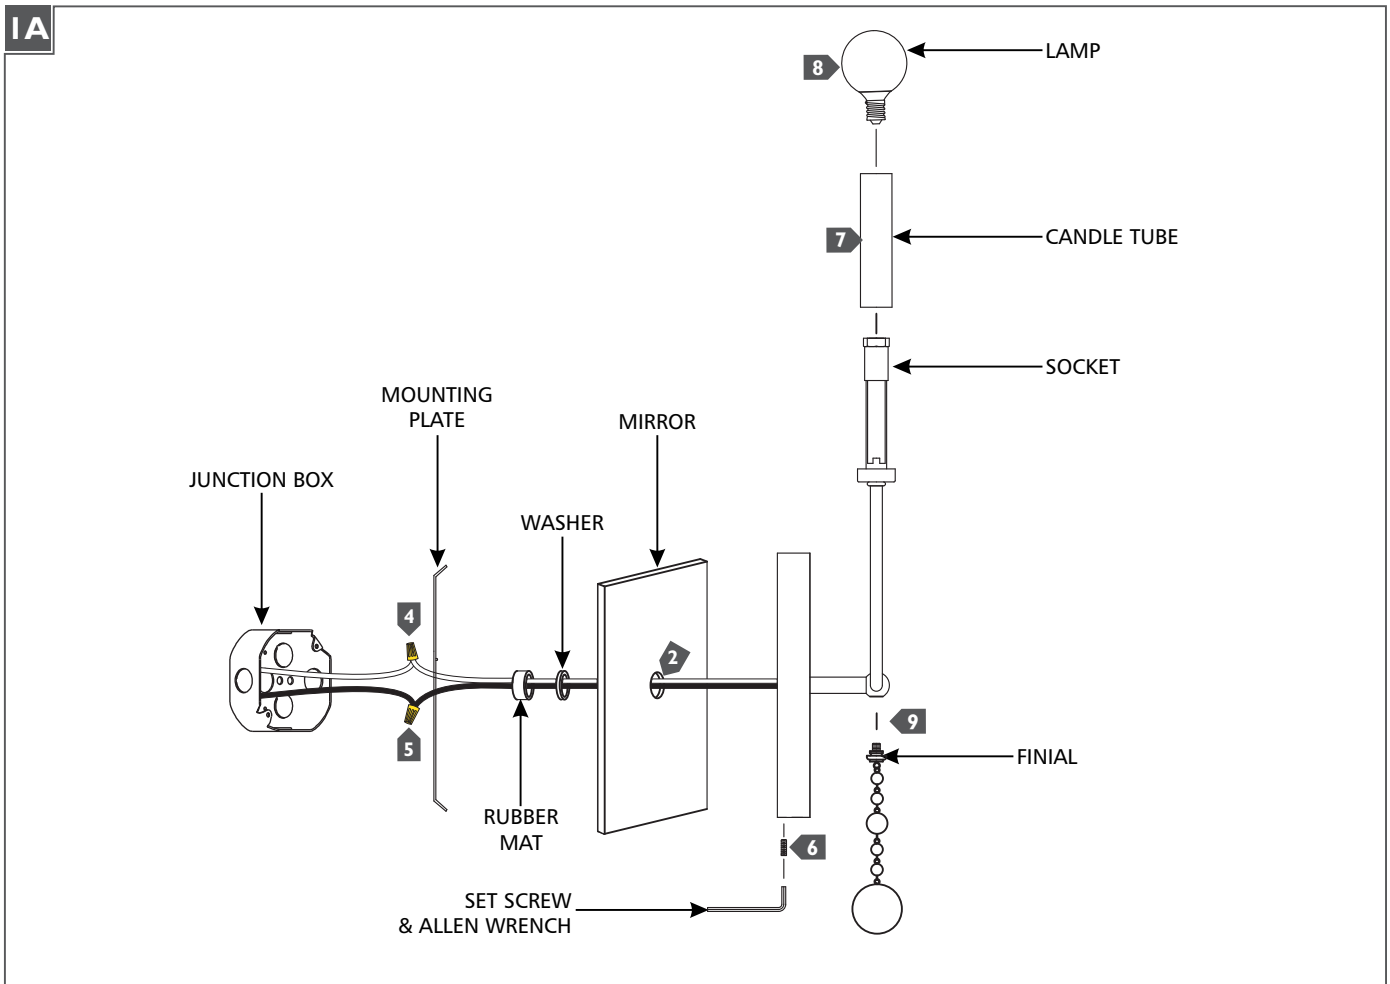 IA
LAMP
8
CANDLE TUBE
7
SOCKET
MOUNTING
PLATE
MIRROR
JUNCTION BOX
WASHER
4
2
5
9
FINIAL
RUBBER
MAT
6
SET SCREW
& ALLEN WRENCH